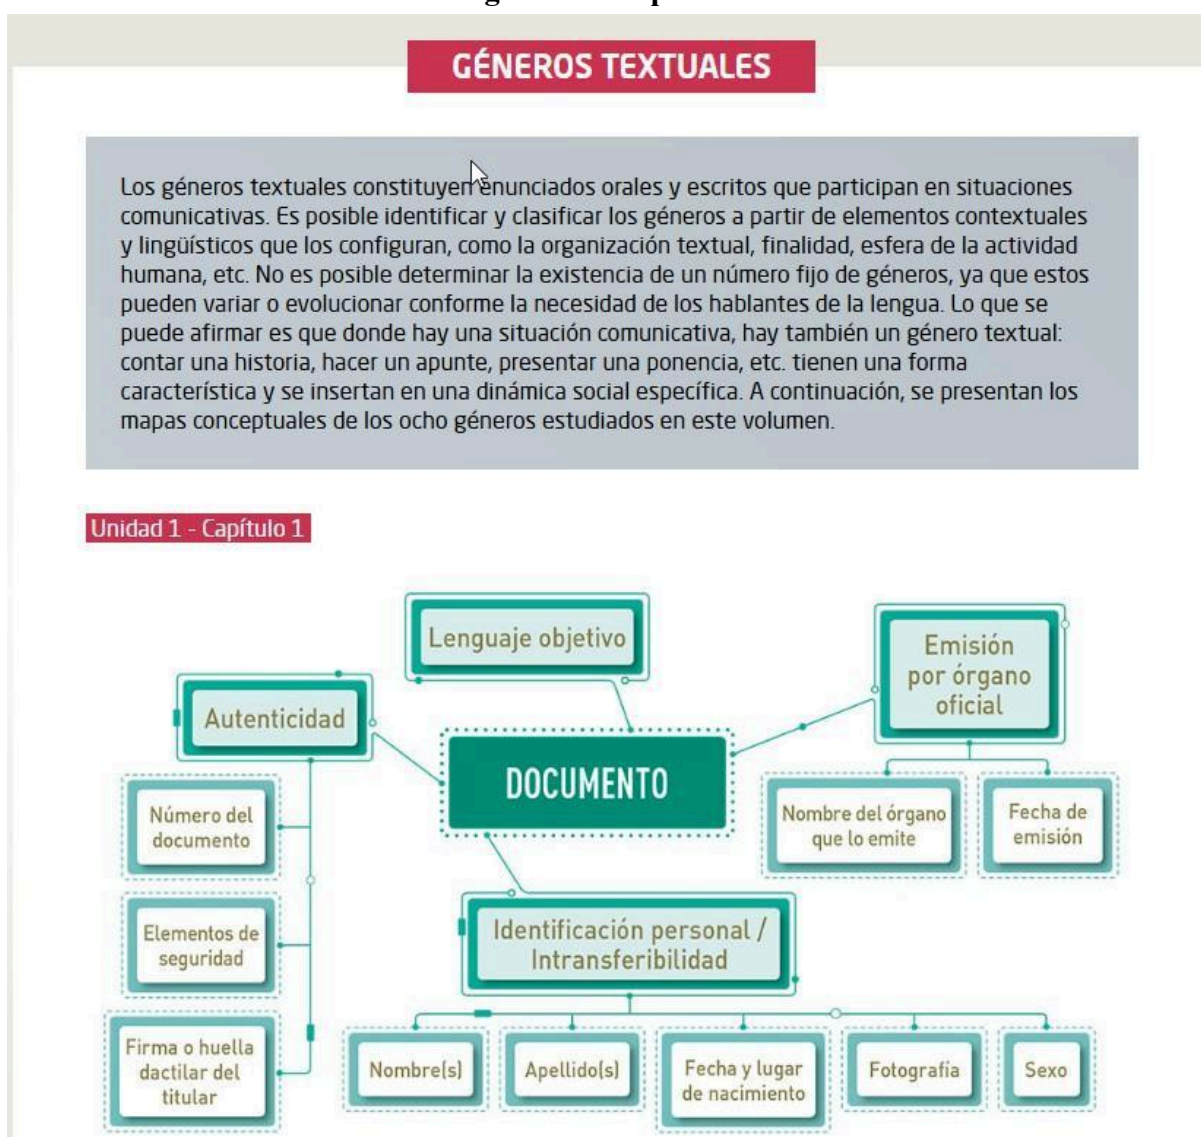 GÉNEROS TEXTUALES
Los géneros textuales constituyen enunciados orales y escritos que participan en situaciones
comunicativas. Es posible identificar y clasificar los géneros a partir de elementos contextuales
y lingüísticos que los configuran, como la organización textual, finalidad, esfera de la actividad
humana, etc. No es posible determinar la existencia de un número fijo de géneros, ya que estos
pueden variar o evolucionar conforme la necesidad de los hablantes de la lengua. Lo que se
puede afirmar es que donde hay una situación comunicativa, hay también un género textual:
contar una historia, hacer un apunte, presentar una ponencia, etc. tienen una forma
característica y se insertan en una dinámica social específica. A continuación, se presentan los
mapas conceptuales de los ocho géneros estudiados en este volumen.
Unidad 1 - Capítulo 1
Lenguaje objetivo
Emisión
por órgano
oficial
Autenticidad
DOCUMENTO
Número del
documento
Nombre del órgano
que lo emite
Fecha de
emisión
Elementos de
seguridad
Identificación personal /
Intransferibilidad
Firma o huella
dactilar del
titular
Nombre(s)
Apellido(s)
Fecha y lugar
de nacimiento
Fotografía
Sexo